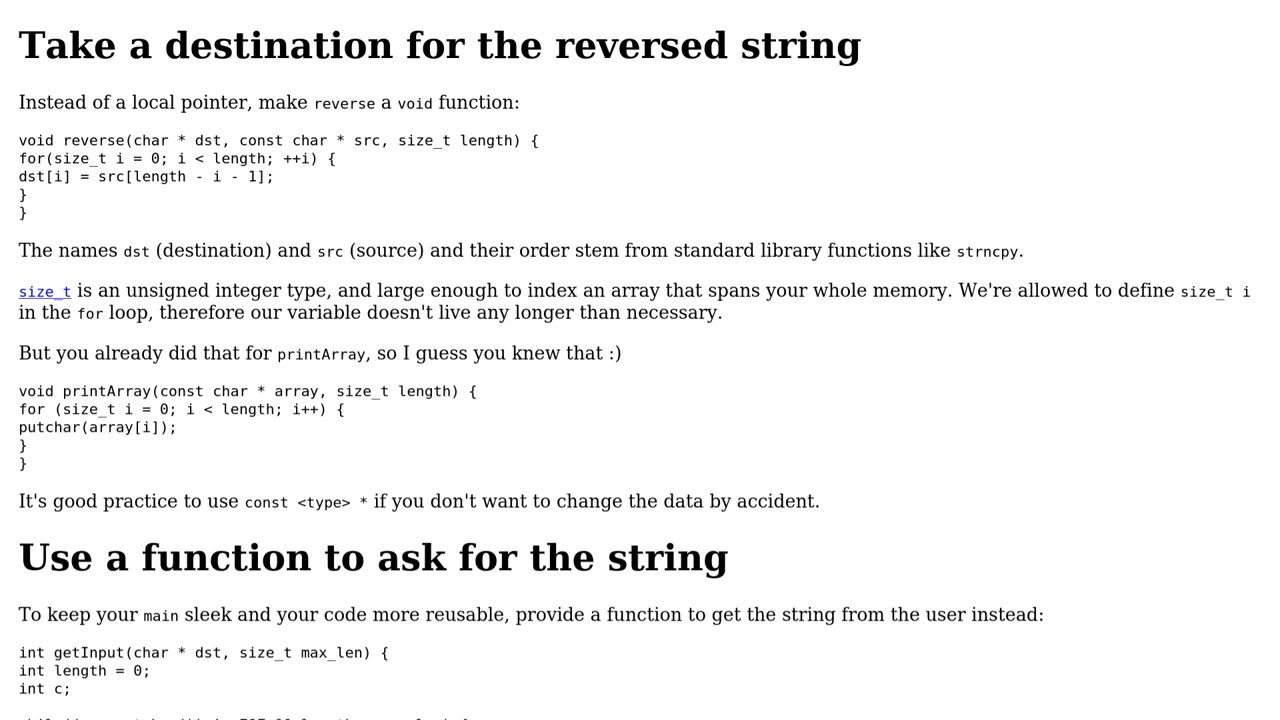 Take a destination for the reversed string
Instead of a local pointer, make reverse a void function:
void reverse(char * dst, const char * src, size_t length) {
for(size_t i = 0; i < length; ++i) {
dst[i] = src[length - i - 1];
}
}
The names dst (destination) and src (source) and their order stem from standard library functions like strncpy.
size_t is an unsigned integer type, and large enough to index an array that spans your whole memory. We're allowed to define size_t i
in the for loop, therefore our variable doesn't live any longer than necessary.
But you already did that for printArray, so I guess you knew that :)
void printArray(const char * array, size_t length) {
for (size_t i = 0; i < length; i++) {
putchar(array[i]);
}
}
It's good practice to use const <type> * if you don't want to change the data by accident.
Use a function to ask for the string
To keep your main sleek and your code more reusable, provide a function to get the string from the user instead:
int getInput(char * dst, size_t max_len) {
int length = 0;
int c;